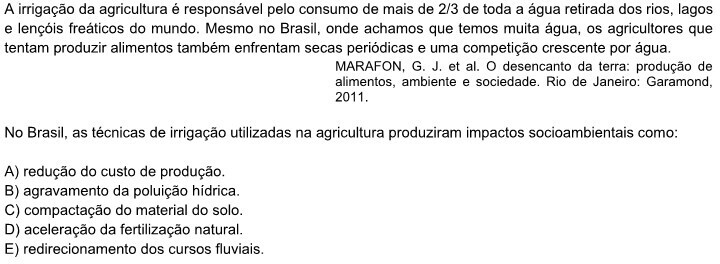 A irrigação da agricultura é responsável pelo consumo de mais de 2/3 de toda a água retirada dos rios, lagos
e lençóis freáticos do mundo. Mesmo no Brasil, onde achamos que temos muita água, os agricultores que
tentam produzir alimentos também enfrentam secas periódicas e uma competição crescente por água.
MARAFON, G. J. et al. O desencanto da terra: produção de
alimentos, ambiente e sociedade. Rio de Janeiro: Garamond,
2011.
No Brasil, as técnicas de irrigação utilizadas na agricultura produziram impactos socioambientais como:
A) redução do custo de produção.
B) agravamento da poluição hídrica.
C) compactação do material do solo.
D) aceleração da fertilização natural.
E) redirecionamento dos cursos fluviais.